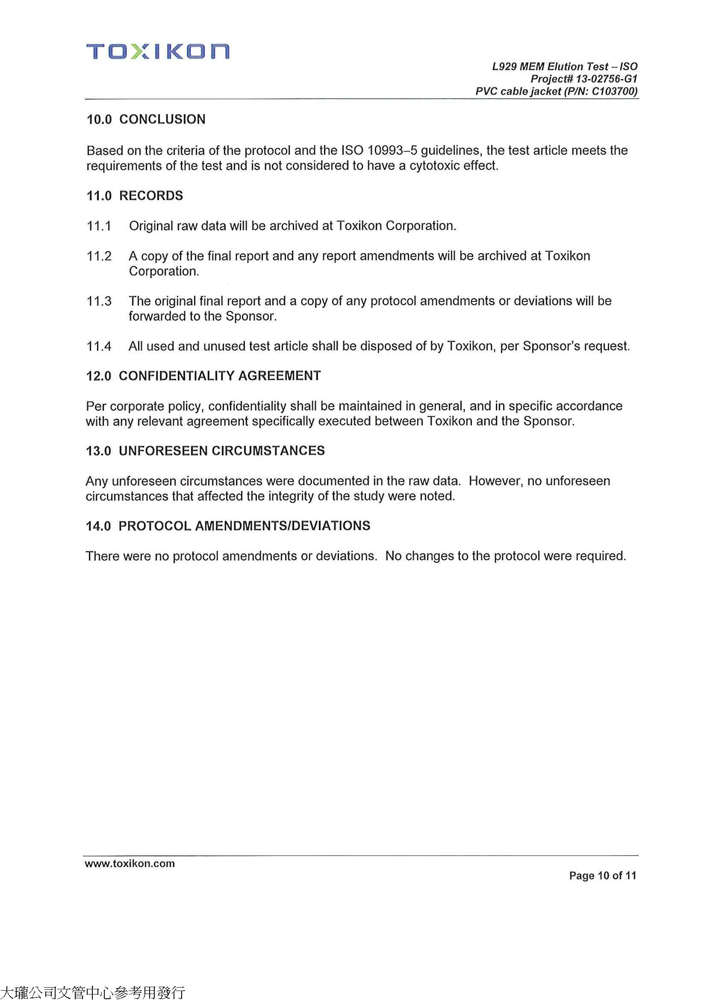 TOXIKON
L929 MEM Elution Test – ISO
Project# 13-02756-G1
PVC cable jacket (P/N: C103700)
10.0 CONCLUSION
Based on the criteria of the protocol and the ISO 10993–5 guidelines, the test article meets the
requirements of the test and is not considered to have a cytotoxic effect.
11.0 RECORDS
11.1 Original raw data will be archived at Toxikon Corporation.
11.2 A copy of the final report and any report amendments will be archived at Toxikon
Corporation.
11.3 The original final report and a copy of any protocol amendments or deviations will be
forwarded to the Sponsor.
11.4 All used and unused test article shall be disposed of by Toxikon, per Sponsor's request.
12.0 CONFIDENTIALITY AGREEMENT
Per corporate policy, confidentiality shall be maintained in general, and in specific accordance
with any relevant agreement specifically executed between Toxikon and the Sponsor.
13.0 UNFORESEEN CIRCUMSTANCES
Any unforeseen circumstances were documented in the raw data. However, no unforeseen
circumstances that affected the integrity of the study were noted.
14.0 PROTOCOL AMENDMENTS/DEVIATIONS
There were no protocol amendments or deviations. No changes to the protocol were required.
www.toxikon.com
Page 10 of 11
大瓏公司文管中心參考用發行